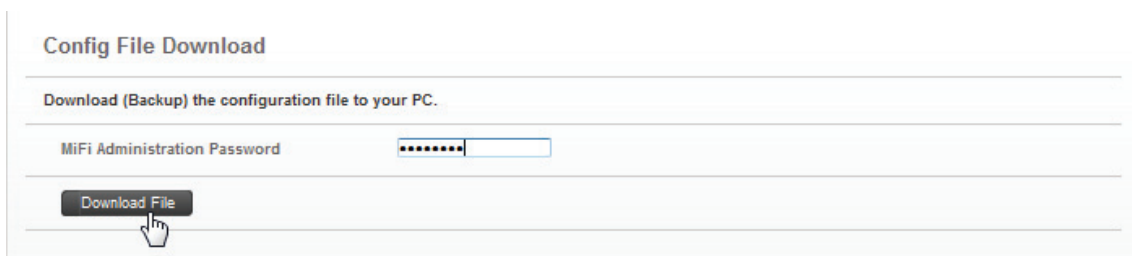 Config File Download
Download (Backup) the configuration file to your PC.
MiFi Administration Password ••••••••
Download File